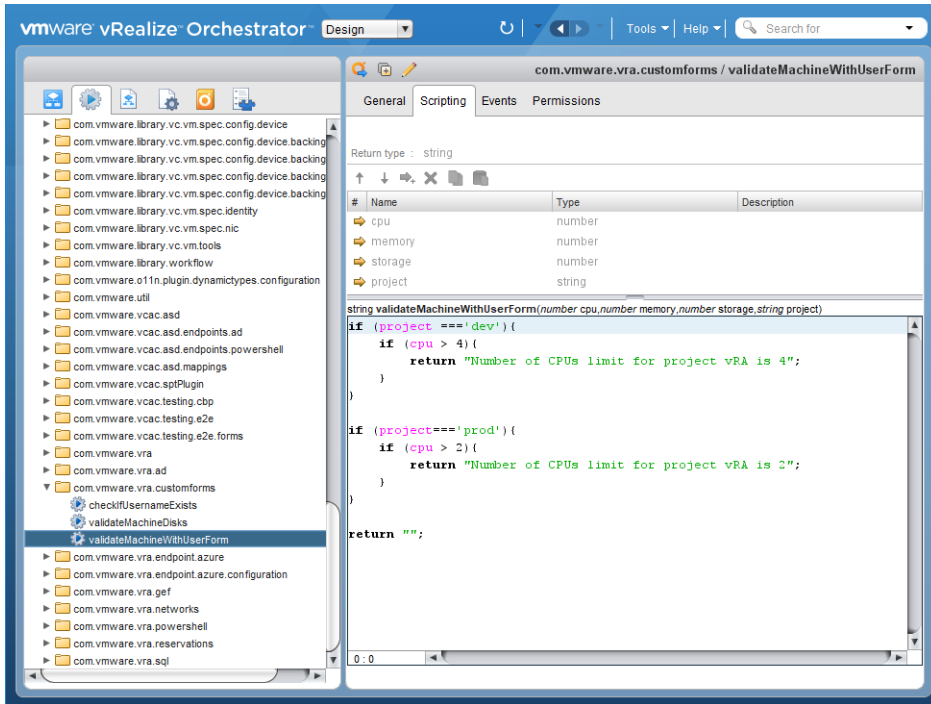 vmware vRealize Orchestrator Design Tools Help Search for
com.vmware.vra.customforms / validateMachineWithUserForm
General Scripting Events Permissions
com.vmware.library.vc.vm.spec.config.device
com.vmware.library.vc.vm.spec.config.device.backing
com.vmware.library.vc.vm.spec.config.device.backing
com.vmware.library.vc.vm.spec.config.device.backing
com.vmware.library.vc.vm.spec.config.device.backing
com.vmware.library.vc.vm.spec.identity
com.vmware.library.vc.vm.spec.nic
com.vmware.library.vc.vm.tools
com.vmware.library.workflow
com.vmware.o11n.plugin.dynamictypes.configuration
com.vmware.util
com.vmware.vcac.asd
com.vmware.vcac.asd.endpoints.ad
com.vmware.vcac.asd.endpoints.powershell
com.vmware.vcac.asd.mappings
com.vmware.vcac.sptPlugin
com.vmware.vcac.testing.cbp
com.vmware.vcac.testing.e2e
com.vmware.vcac.testing.e2e.forms
com.vmware.vra
com.vmware.vra.ad
com.vmware.vra.customforms
checkIfUsernameExists
validateMachineDisks
validateMachineWithUserForm
com.vmware.vra.endpoint.azure
com.vmware.vra.endpoint.azure.configuration
com.vmware.vra.gef
com.vmware.vra.networks
com.vmware.vra.powershell
com.vmware.vra.reservations
com.vmware.vra.sql
Return type : string
# Name Type Description
cpu number
memory number
storage number
project string
string validateMachineWithUserForm(number cpu,number memory,number storage,string project)
if (project ==='dev'){
if (cpu > 4){
return "Number of CPUs limit for project vRA is 4";
}
}
if (project==='prod'){
if (cpu > 2){
return "Number of CPUs limit for project vRA is 2";
}
}
return "";
0 : 0